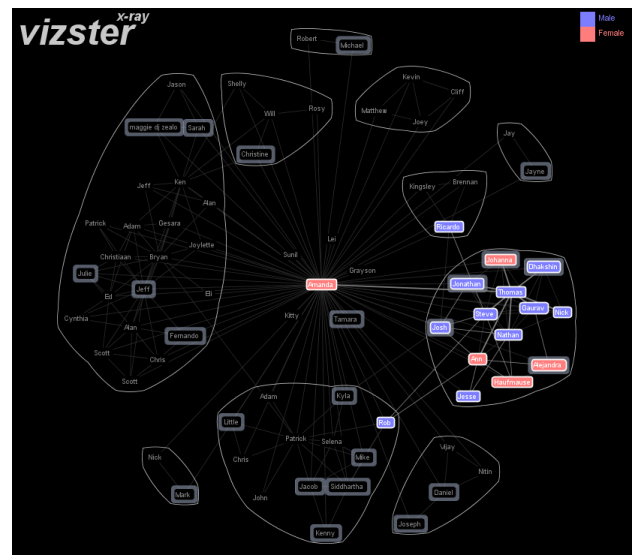 x-ray
vizster
Male
Female
Robert
Michael
Kevin
Cliff
Matthew
Joey
Jason
Shelly
Will
Rosy
maggie dj zealo
Sarah
Christine
Jay
Jayne
Jeff
Ken
Alan
Kingsley
Brennan
Ricardo
Patrick
Adam
Gesara
Joylette
Christiaan
Bryan
Julie
Jeff
Ed
Eli
Cynthia
Alan
Fernando
Scott
Chris
Scott
Lei
Sunil
Grayson
Amanda
Kitty
Tamara
Johanna
Dhakshin
Jonathan
Thomas
Gaurav
Nick
Steve
Josh
Nathan
Ann
Alejandra
Haufmause
Jesse
Adam
Kyla
Little
Rob
Patrick
Selena
Chris
Mike
John
Jacob
Siddhartha
Kenny
Nick
Mark
Vijay
Nitin
Daniel
Joseph